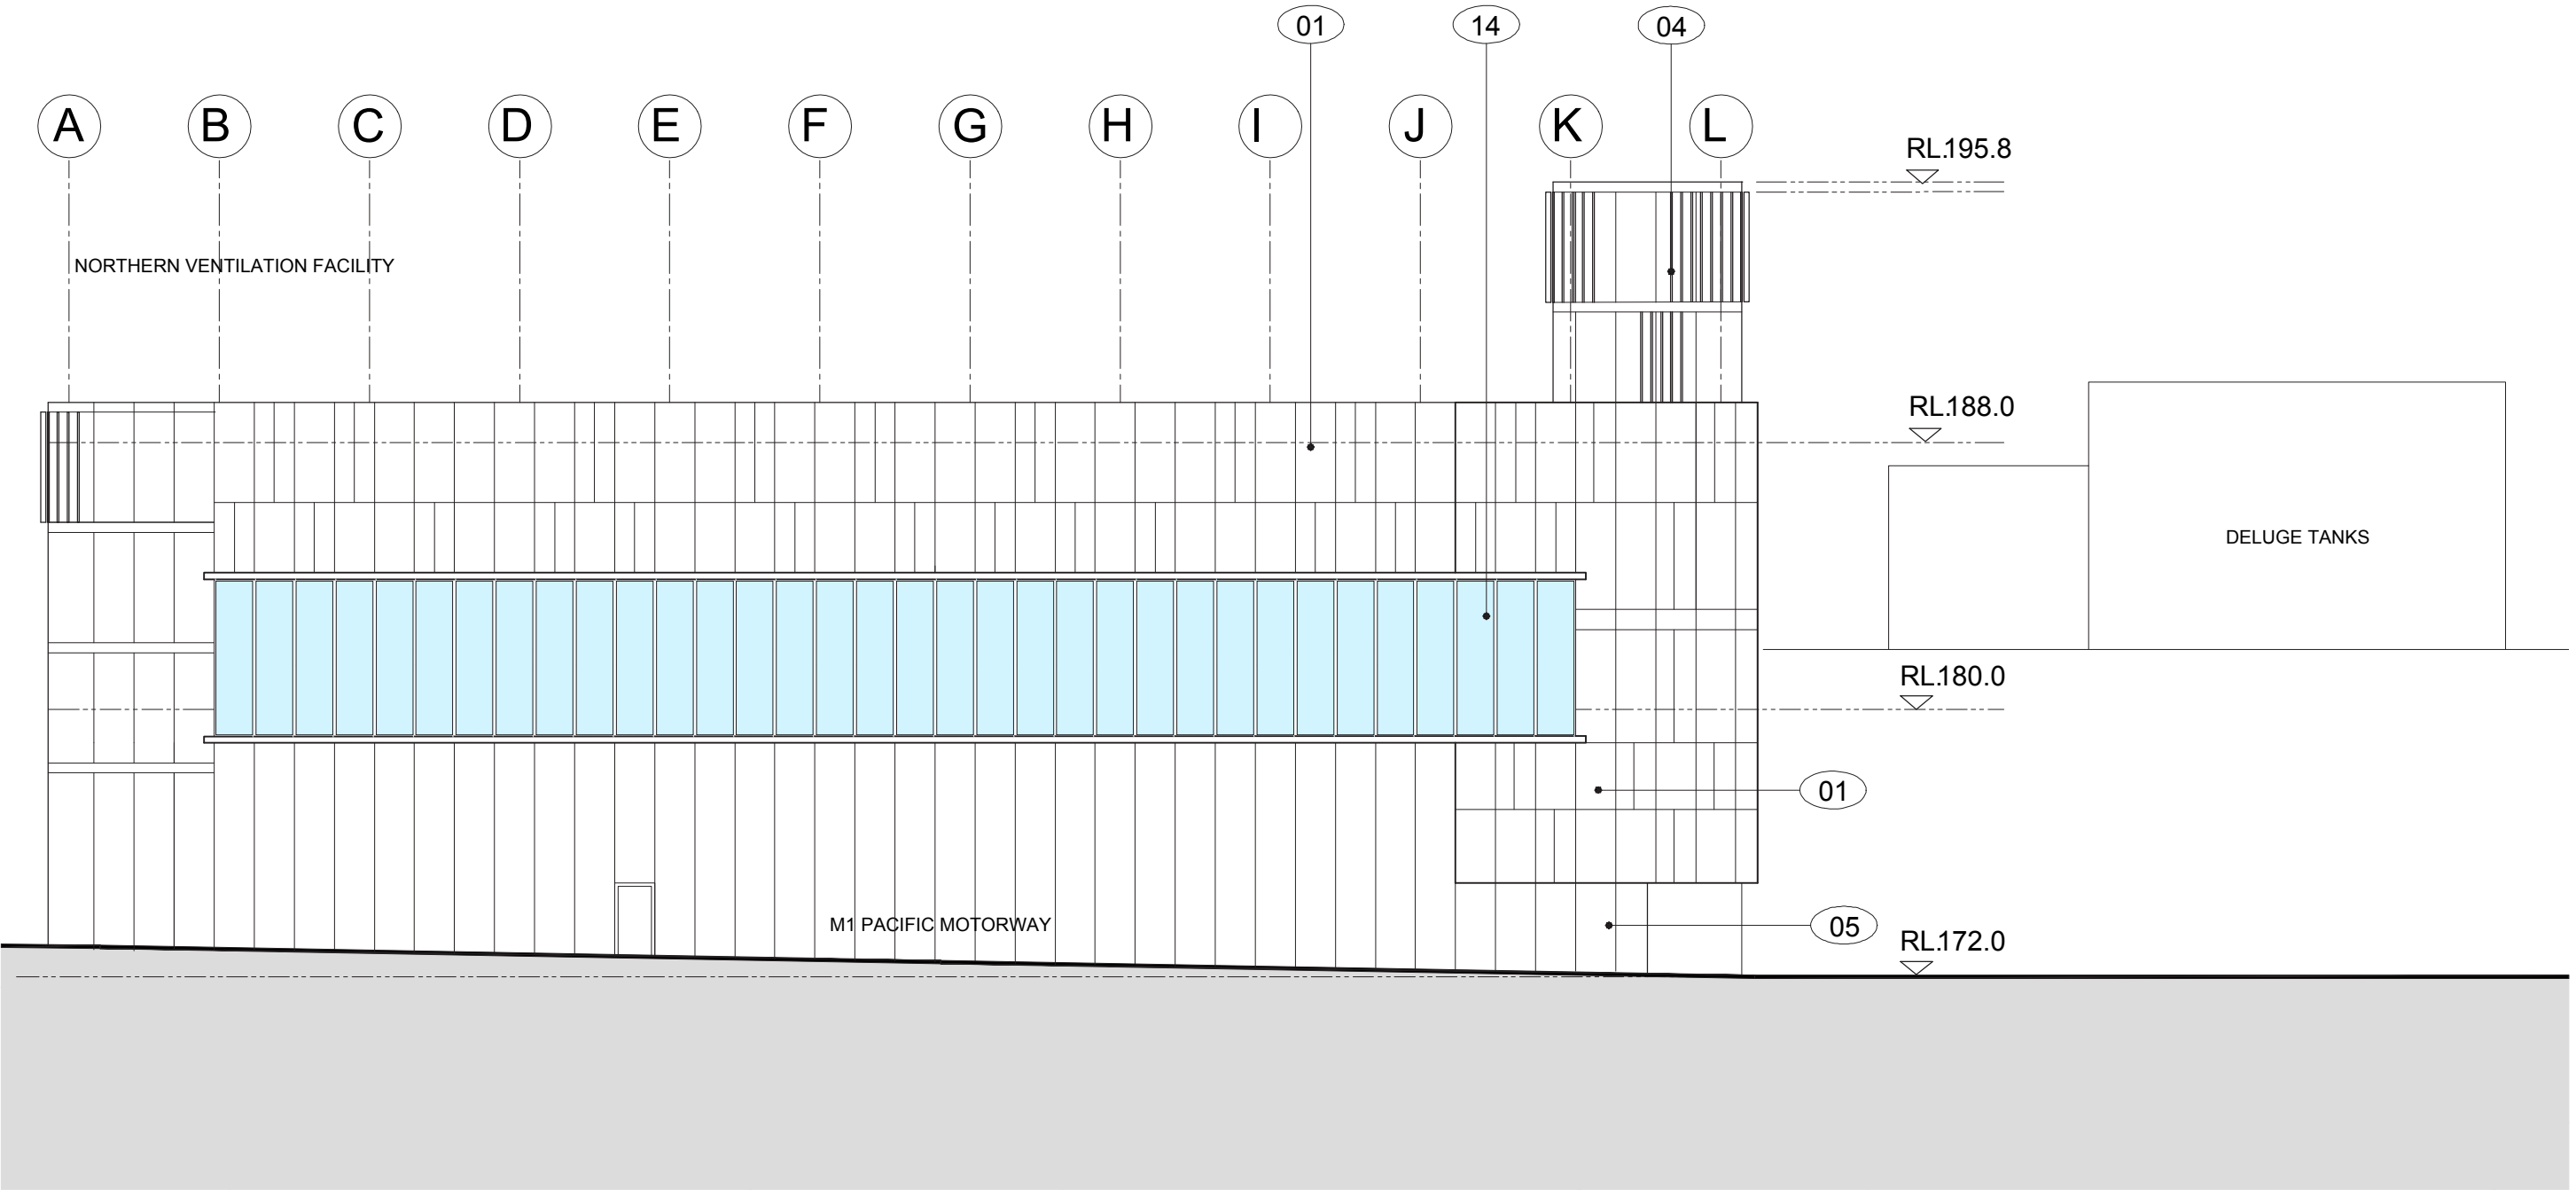 01
14
04
A
B
C
D
E
F
G
H
I
J
K
L
RL.195.8
NORTHERN VENTILATION FACILITY
RL.188.0
DELUGE TANKS
RL.180.0
01
M1 PACIFIC MOTORWAY
05
RL.172.0